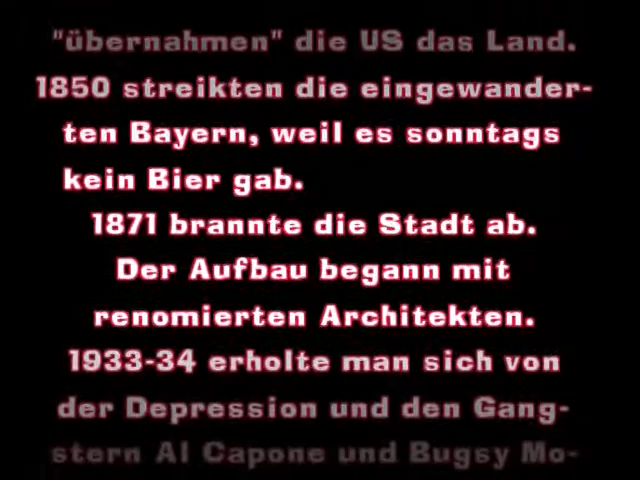 "übernahmen" die US das Land.
1850 streikten die eingewander-
ten Bayern, weil es sonntags
kein Bier gab.
1871 brannte die Stadt ab.
Der Aufbau begann mit
renomierten Architekten.
1933-34 erholte man sich von
der Depression und den Gang-
stern Al Capone und Bugsy Mo-